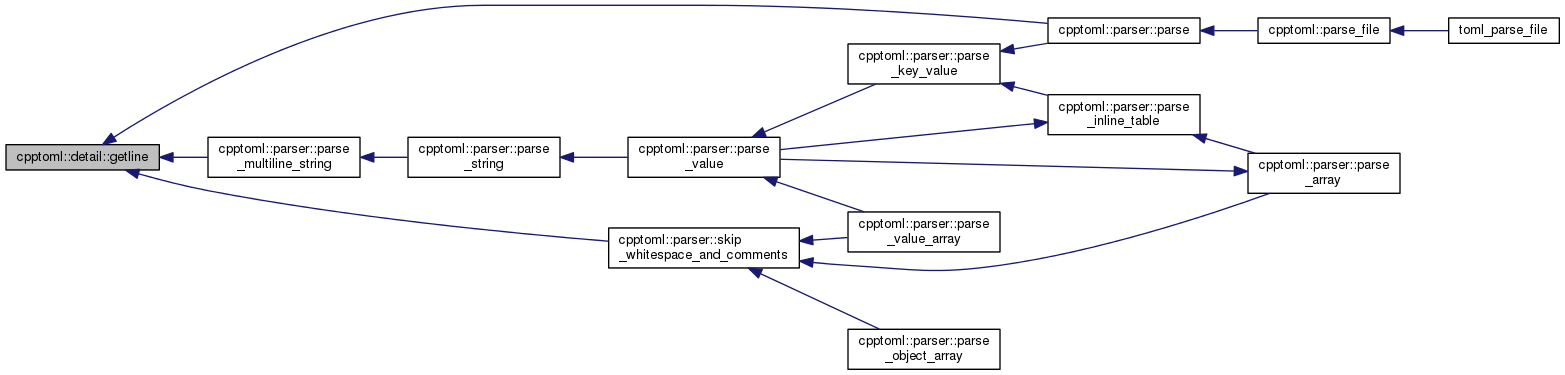 cpptoml::detail::getline
cpptoml::parser::parse
_multiline_string
cpptoml::parser::parse
_string
cpptoml::parser::skip
_whitespace_and_comments
cpptoml::parser::parse
_value
cpptoml::parser::parse
_key_value
cpptoml::parser::parse
_value_array
cpptoml::parser::parse
_object_array
cpptoml::parser::parse
cpptoml::parser::parse
_inline_table
cpptoml::parse_file
cpptoml::parser::parse
_array
toml_parse_file